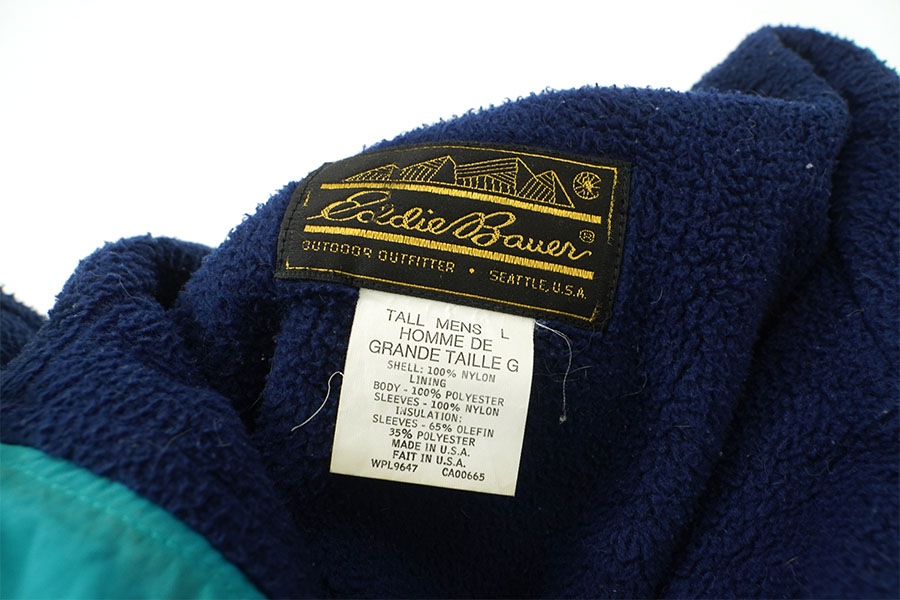 Eddie Bauer®
OUTDOOR OUTFITTER • SEATTLE, U.S.A.
TALL MENS L
HOMME DE
GRANDE TAILLE G
SHELL: 100% NYLON
LINING
BODY - 100% POLYESTER
SLEEVES - 100% NYLON
INSULATION:
SLEEVES - 65% OLEFIN
35% POLYESTER
MADE IN U.S.A.
FAIT IN U.S.A.
WPL9647 CA00665